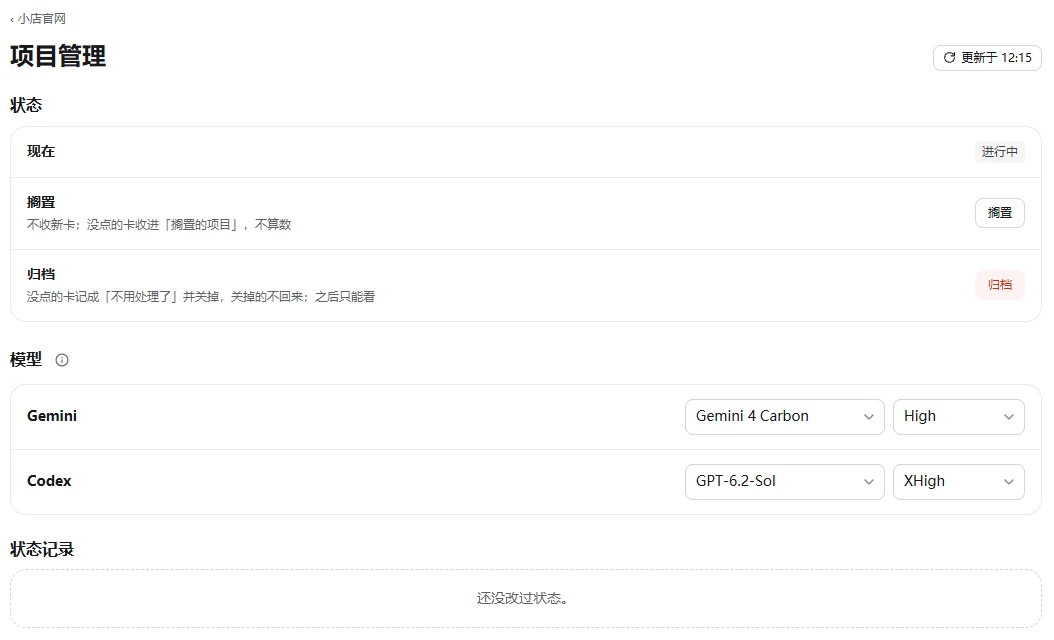 ‹ 小店官网
项目管理
更新于 12:15
状态
现在
进行中
搁置
不收新卡；没点的卡收进「搁置的项目」，不算数
搁置
归档
没点的卡记成「不用处理了」并关掉，关掉的不回来；之后只能看
归档
模型
Gemini
Gemini 4 Carbon
High
Codex
GPT-6.2-Sol
XHigh
状态记录
还没改过状态。